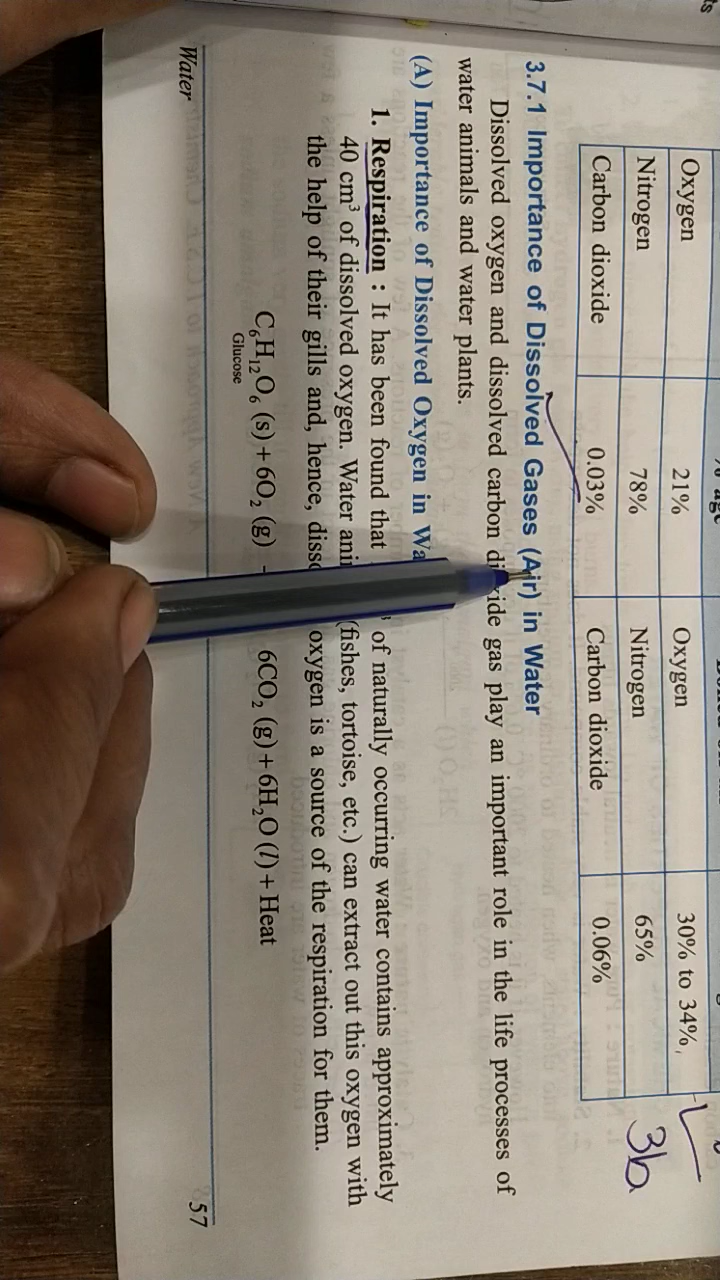 Oxygen 21% Oxygen 30% to 34%
Nitrogen 78% Nitrogen 65%
Carbon dioxide 0.03% Carbon dioxide 0.06%
36
3.7.1 Importance of Dissolved Gases (Air) in Water
Dissolved oxygen and dissolved carbon dioxide gas play an important role in the life processes of
water animals and water plants.
(A) Importance of Dissolved Oxygen in
1. Respiration : It has been found that of naturally occurring water contains approximately
40 cm³ of dissolved oxygen. Water (fishes, tortoise, etc.) can extract out this oxygen with
the help of their gills and, hence, oxygen is a source of the respiration for them.
C₆H₁₂O₆ (s) + 6O₂ (g) 6CO₂ (g) + 6H₂O (l) + Heat
Glucose
Water 57